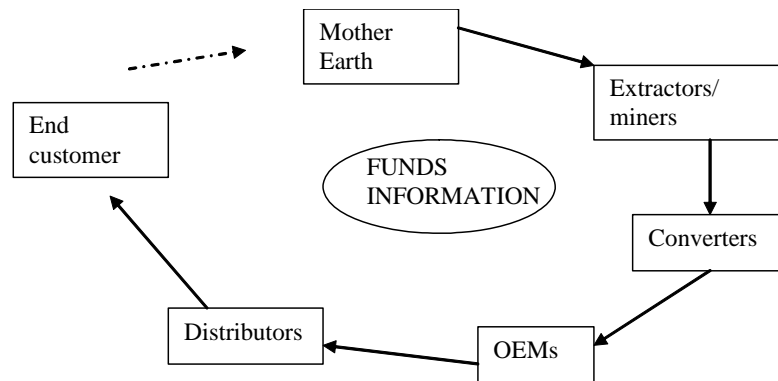 Mother
Earth
Extractors/
miners
End
customer
FUNDS
INFORMATION
Converters
Distributors
OEMs